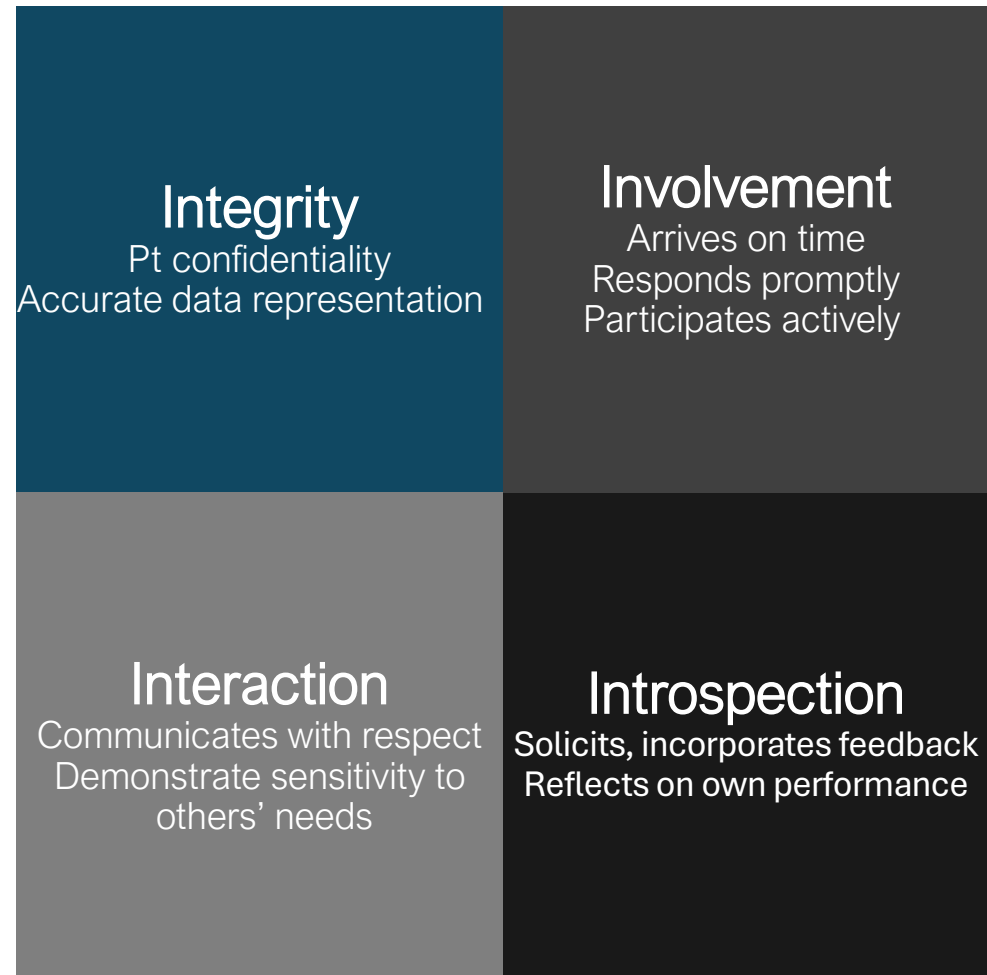 Integrity
Pt confidentiality
Accurate data representation
Involvement
Arrives on time
Responds promptly
Participates actively
Interaction
Communicates with respect
Demonstrate sensitivity to
others’ needs
Introspection
Solicits, incorporates feedback
Reflects on own performance